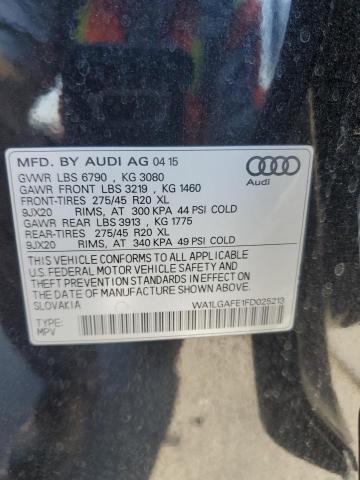 MFD. BY AUDI AG 04 15
GVWR LBS 6790 , KG 3080
GAWR FRONT LBS 3219 , KG 1460
FRONT-TIRES 275/45 R20 XL
9JX20 RIMS, AT 300 KPA 44 PSI COLD
GAWR REAR LBS 3913 , KG 1775
REAR-TIRES 275/45 R20 XL
9JX20 RIMS, AT 340 KPA 49 PSI COLD
Audi
THIS VEHICLE CONFORMS TO ALL APPLICABLE
U.S. FEDERAL MOTOR VEHICLE SAFETY AND
THEFT PREVENTION STANDARDS IN EFFECT ON
THE DATE OF MANUFACTURE SHOWN ABOVE.
SLOVAKIA
WA1LGAFE1FD025213
TYPE:
MPV